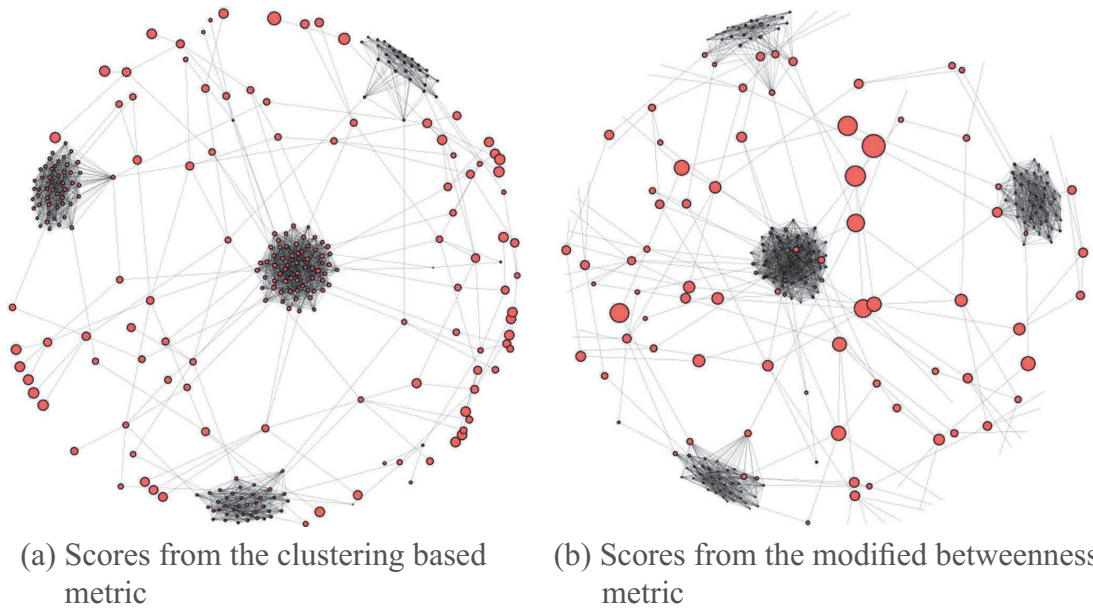 (a) Scores from the clustering based
metric
(b) Scores from the modified betweenness
metric